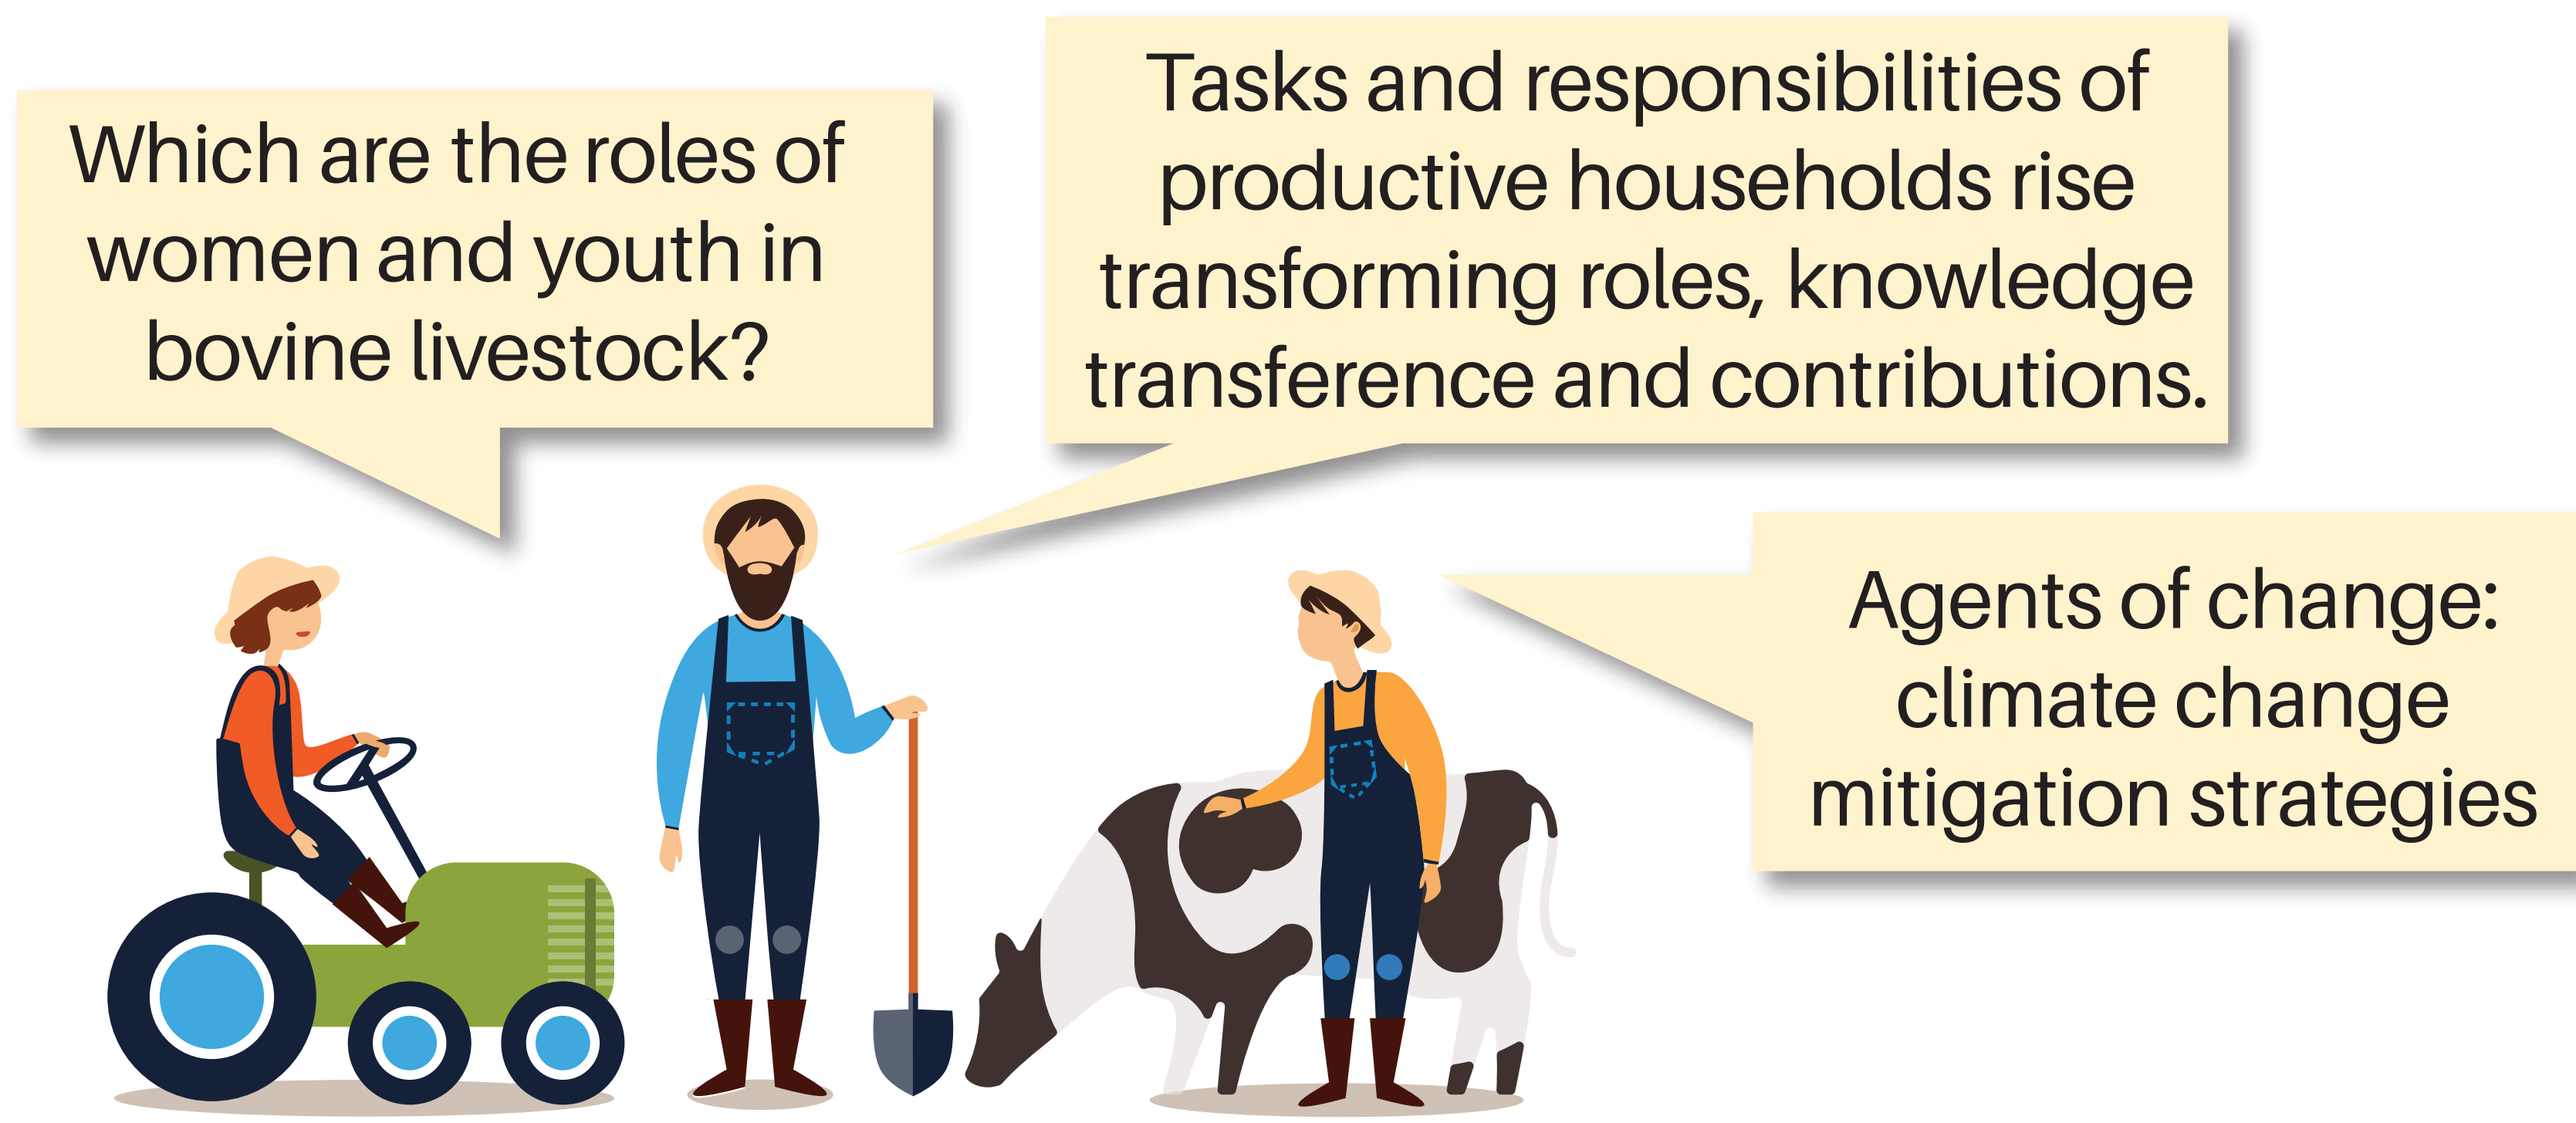 Which are the roles of
women and youth in
bovine livestock?
Tasks and responsibilities of
productive households rise
transforming roles, knowledge
transference and contributions.
Agents of change:
climate change
mitigation strategies